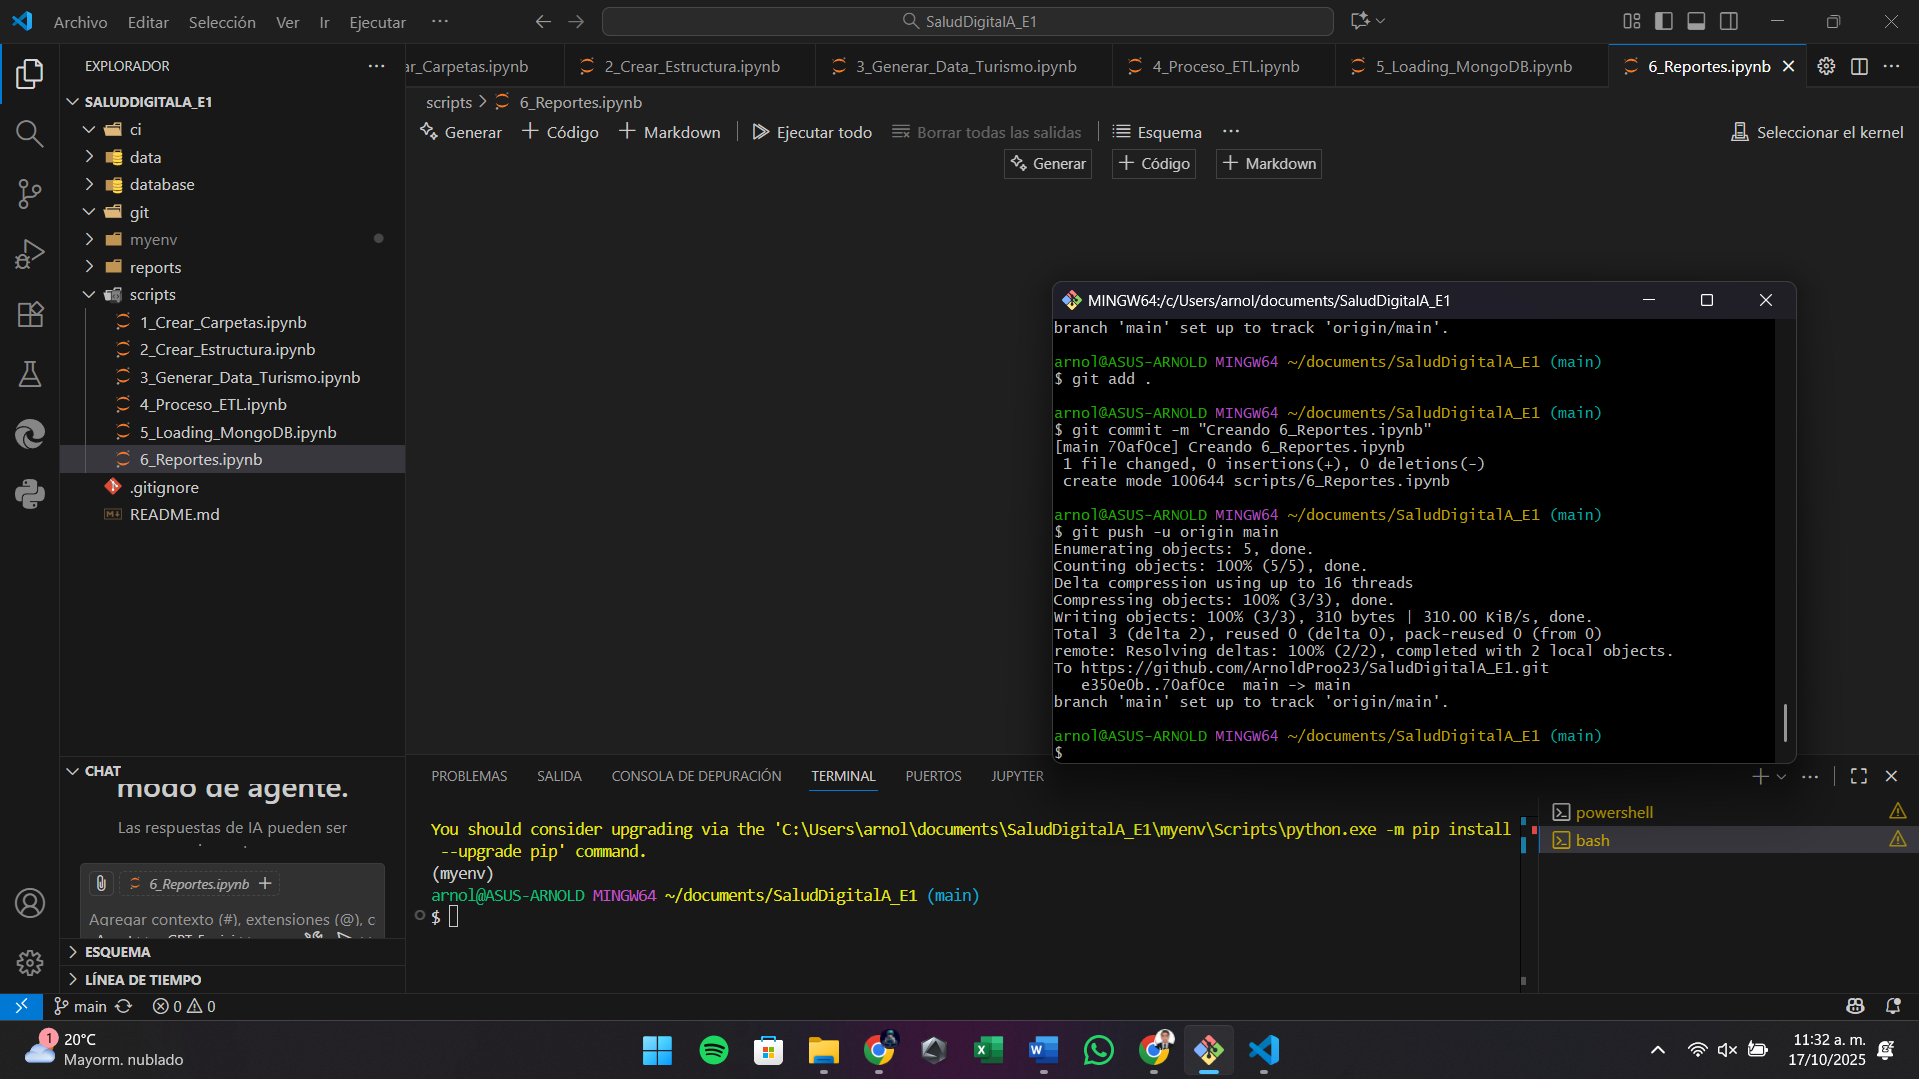 Archivo Editar Selección Ver Ir Ejecutar ···
SaludDigitalA_E1
EXPLORADOR
SALUDDIGITALA_E1
ci
data
database
git
myenv
reports
scripts
1_Crear_Carpetas.ipynb
2_Crear_Estructura.ipynb
3_Generar_Data_Turismo.ipynb
4_Proceso_ETL.ipynb
5_Loading_MongoDB.ipynb
6_Reportes.ipynb
.gitignore
README.md
CHAT
modo de agente.
Las respuestas de IA pueden ser
6_Reportes.ipynb
Agregar contexto (#), extensiones (@), c
ESQUEMA
LÍNEA DE TIEMPO
ar_Carpetas.ipynb 2_Crear_Estructura.ipynb 3_Generar_Data_Turismo.ipynb 4_Proceso_ETL.ipynb 5_Loading_MongoDB.ipynb 6_Reportes.ipynb
scripts > 6_Reportes.ipynb
Generar + Código + Markdown Ejecutar todo Borrar todas las salidas Esquema ··· Seleccionar el kernel
Generar + Código + Markdown
MINGW64:/c/Users/arnol/documents/SaludDigitalA_E1
branch 'main' set up to track 'origin/main'.
arnol@ASUS-ARNOLD MINGW64 ~/documents/SaludDigitalA_E1 (main)
$ git add .
arnol@ASUS-ARNOLD MINGW64 ~/documents/SaludDigitalA_E1 (main)
$ git commit -m "Creando 6_Reportes.ipynb"
[main 70af0ce] Creando 6_Reportes.ipynb
1 file changed, 0 insertions(+), 0 deletions(-)
create mode 100644 scripts/6_Reportes.ipynb
arnol@ASUS-ARNOLD MINGW64 ~/documents/SaludDigitalA_E1 (main)
$ git push -u origin main
Enumerating objects: 5, done.
Counting objects: 100% (5/5), done.
Delta compression using up to 16 threads
Compressing objects: 100% (3/3), done.
Writing objects: 100% (3/3), 310 bytes | 310.00 KiB/s, done.
Total 3 (delta 2), reused 0 (delta 0), pack-reused 0 (from 0)
remote: Resolving deltas: 100% (2/2), completed with 2 local objects.
To https://github.com/ArnoldProo23/SaludDigitalA_E1.git
e350e0b..70af0ce main -> main
branch 'main' set up to track 'origin/main'.
arnol@ASUS-ARNOLD MINGW64 ~/documents/SaludDigitalA_E1 (main)
$
PROBLEMAS SALIDA CONSOLA DE DEPURACIÓN TERMINAL PUERTOS JUPYTER
You should consider upgrading via the 'C:\Users\arnol\documents\SaludDigitalA_E1\myenv\Scripts\python.exe -m pip install
--upgrade pip' command.
(myenv)
arnol@ASUS-ARNOLD MINGW64 ~/documents/SaludDigitalA_E1 (main)
$
powershell
bash
main 0 0
1
20°C
Mayorm. nublado
11:32 a. m.
17/10/2025